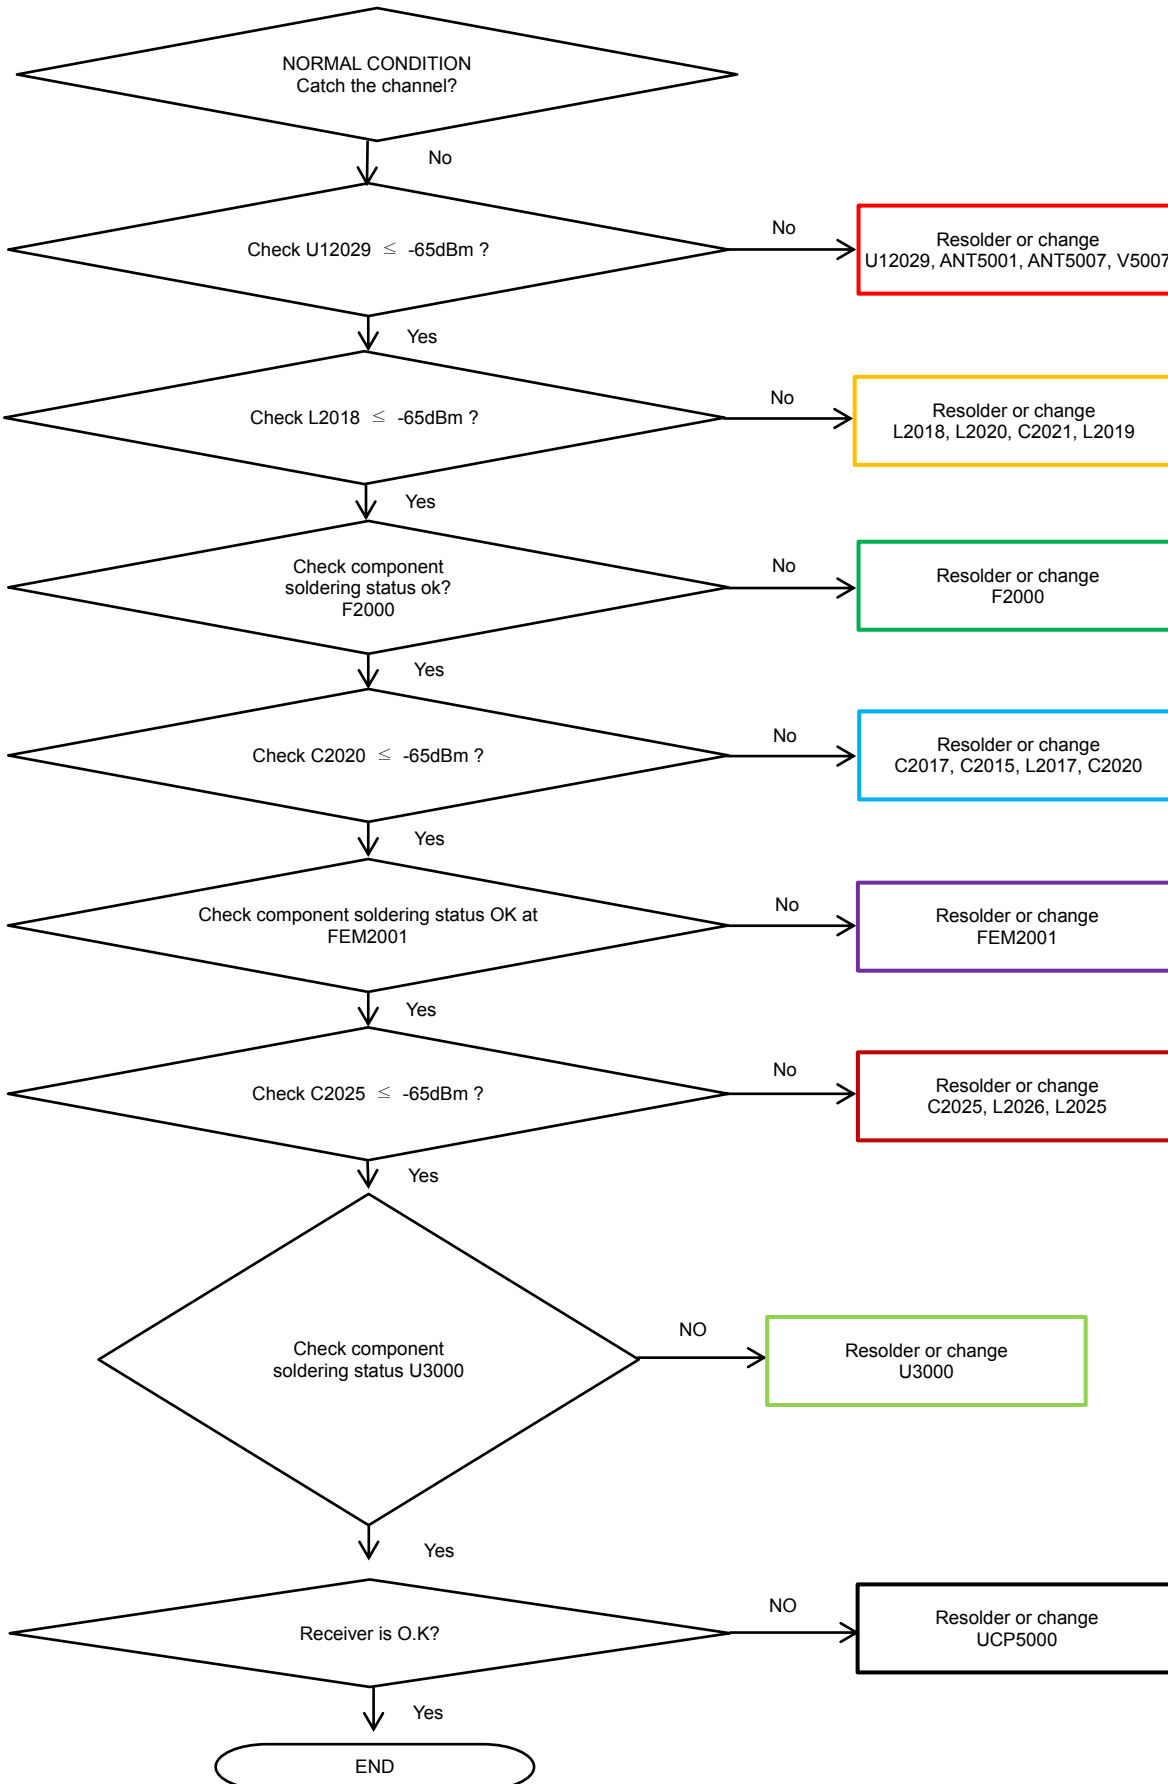 NORMAL CONDITION
Catch the channel?
No
Check U12029 ≤ -65dBm ?
No
Resolder or change
U12029, ANT5001, ANT5007, V5007
Yes
Check L2018 ≤ -65dBm ?
No
Resolder or change
L2018, L2020, C2021, L2019
Yes
Check component
soldering status ok?
F2000
No
Resolder or change
F2000
Yes
Check C2020 ≤ -65dBm ?
No
Resolder or change
C2017, C2015, L2017, C2020
Yes
Check component soldering status OK at
FEM2001
No
Resolder or change
FEM2001
Yes
Check C2025 ≤ -65dBm ?
No
Resolder or change
C2025, L2026, L2025
Yes
Check component
soldering status U3000
NO
Resolder or change
U3000
Yes
Receiver is O.K?
NO
Resolder or change
UCP5000
Yes
END